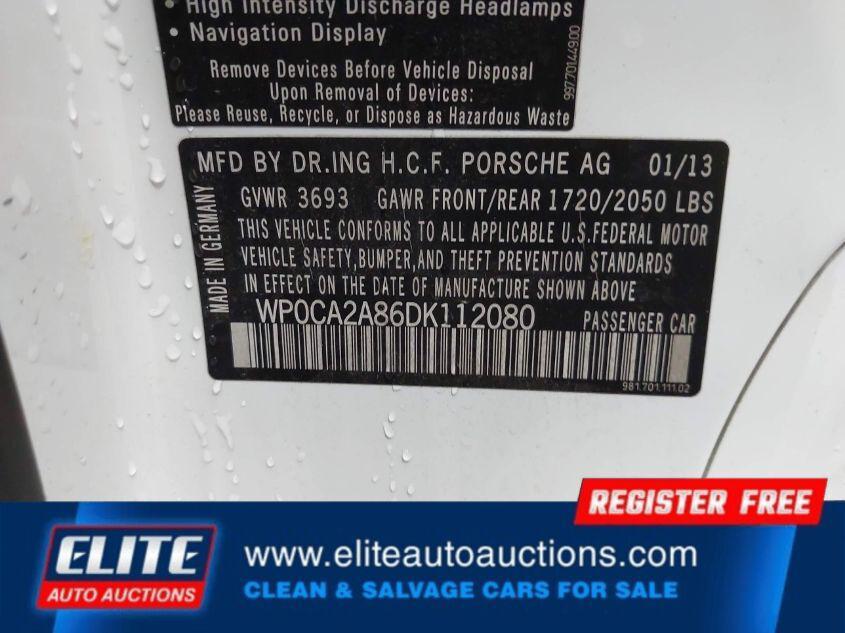 • High Intensity Discharge Headlamps
• Navigation Display
Remove Devices Before Vehicle Disposal
Upon Removal of Devices:
Please Reuse, Recycle, or Dispose as Hazardous Waste
99770144900
MFD BY DR.ING H.C.F. PORSCHE AG 01/13
GVWR 3693 GAWR FRONT/REAR 1720/2050 LBS
THIS VEHICLE CONFORMS TO ALL APPLICABLE U.S.FEDERAL MOTOR
VEHICLE SAFETY,BUMPER,AND THEFT PREVENTION STANDARDS
IN EFFECT ON THE DATE OF MANUFACTURE SHOWN ABOVE
MADE IN GERMANY
WP0CA2A86DK112080 PASSENGER CAR
981.701.111.02
REGISTER FREE
ELITE
AUTO AUCTIONS
www.eliteautoauctions.com
CLEAN & SALVAGE CARS FOR SALE